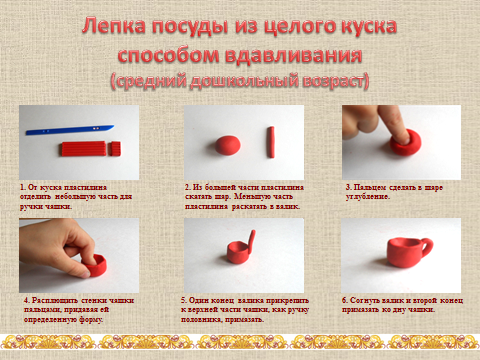 Лепка посуды из целого куска
способом вдавливания
(средний дошкольный возраст)
1. От куска пластилина
отделить небольшую часть для
ручки чашки.
2. Из большей части пластилина
скатать шар. Меньшую часть
пластилина раскатать в валик.
3. Пальцем сделать в шаре
углубление.
4. Расплющить стенки чашки
пальцами, придавая ей
определенную форму.
5. Один конец валика прикрепить
к верхней части чашки, как ручку
половника, примазать.
6. Согнуть валик и второй конец
примазать ко дну чашки.